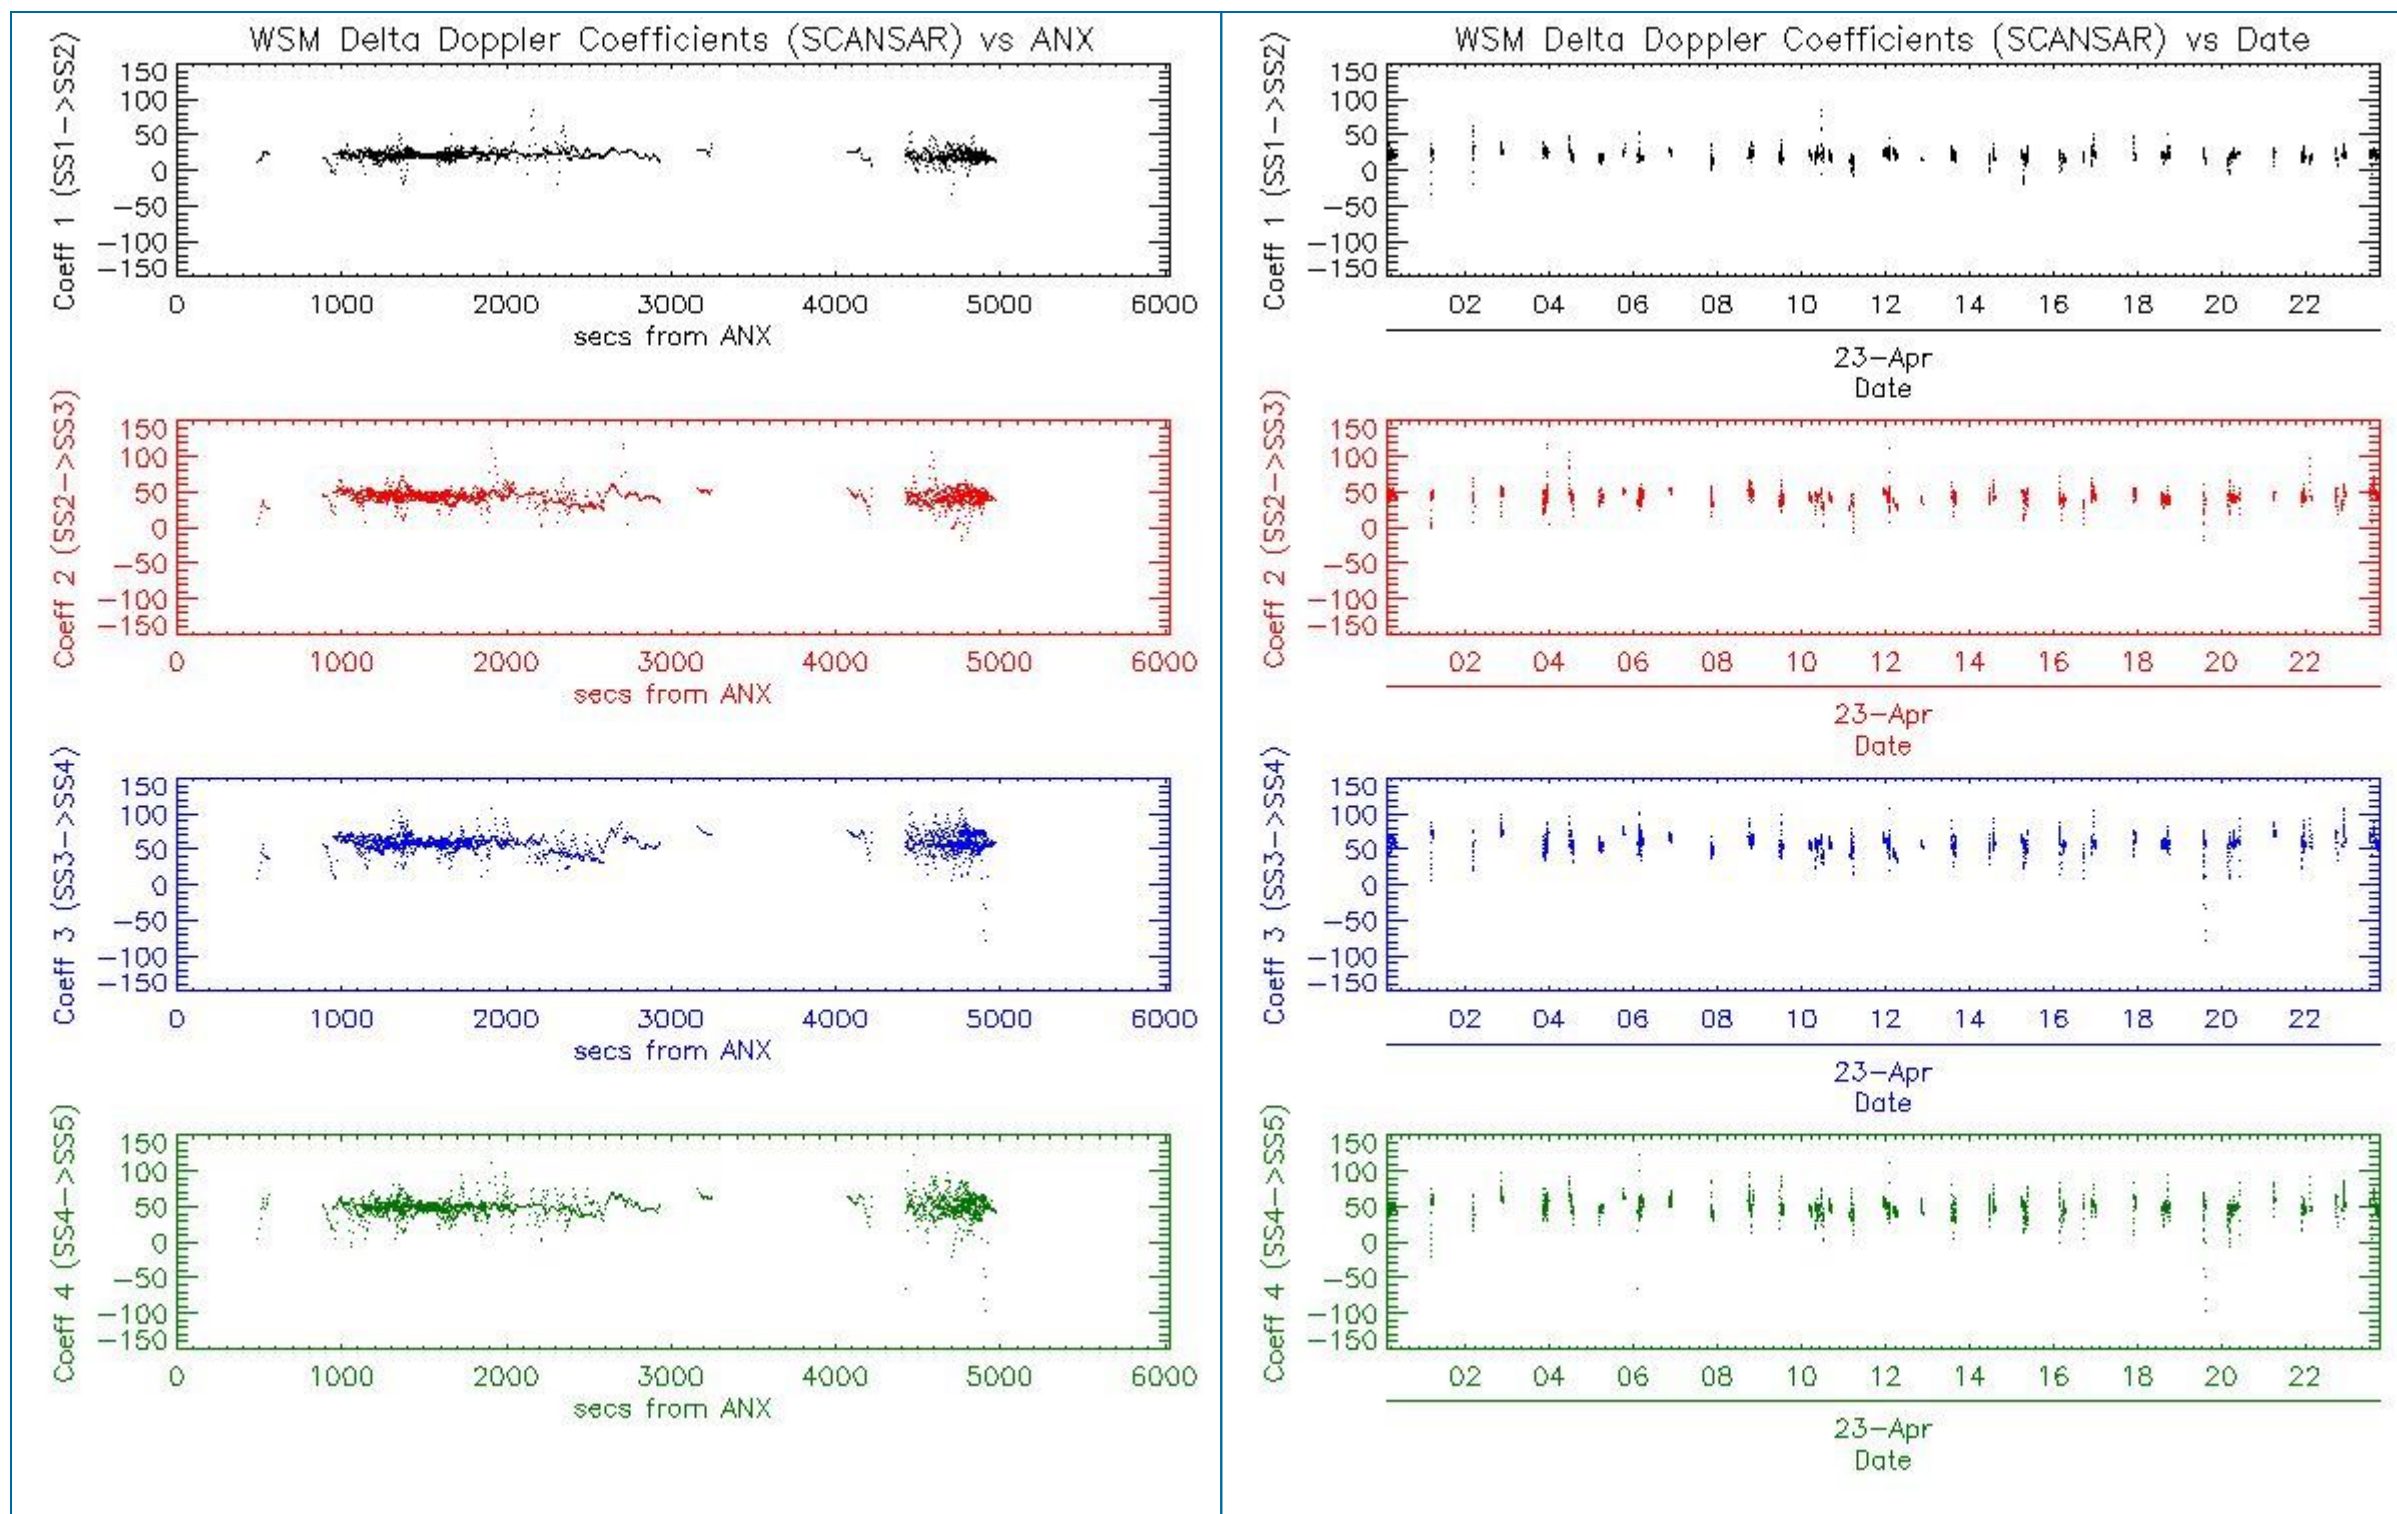 WSM Delta Doppler Coefficients (SCANSAR) vs ANX
Coeff 1 (SS1->SS2)
150
100
50
0
-50
-100
-150
0 1000 2000 3000 4000 5000 6000
secs from ANX
Coeff 2 (SS2->SS3)
150
100
50
0
-50
-100
-150
0 1000 2000 3000 4000 5000 6000
secs from ANX
Coeff 3 (SS3->SS4)
150
100
50
0
-50
-100
-150
0 1000 2000 3000 4000 5000 6000
secs from ANX
Coeff 4 (SS4->SS5)
150
100
50
0
-50
-100
-150
0 1000 2000 3000 4000 5000 6000
secs from ANX
WSM Delta Doppler Coefficients (SCANSAR) vs Date
Coeff 1 (SS1->SS2)
150
100
50
0
-50
-100
-150
02 04 06 08 10 12 14 16 18 20 22
23-Apr
Date
Coeff 2 (SS2->SS3)
150
100
50
0
-50
-100
-150
02 04 06 08 10 12 14 16 18 20 22
23-Apr
Date
Coeff 3 (SS3->SS4)
150
100
50
0
-50
-100
-150
02 04 06 08 10 12 14 16 18 20 22
23-Apr
Date
Coeff 4 (SS4->SS5)
150
100
50
0
-50
-100
-150
02 04 06 08 10 12 14 16 18 20 22
23-Apr
Date